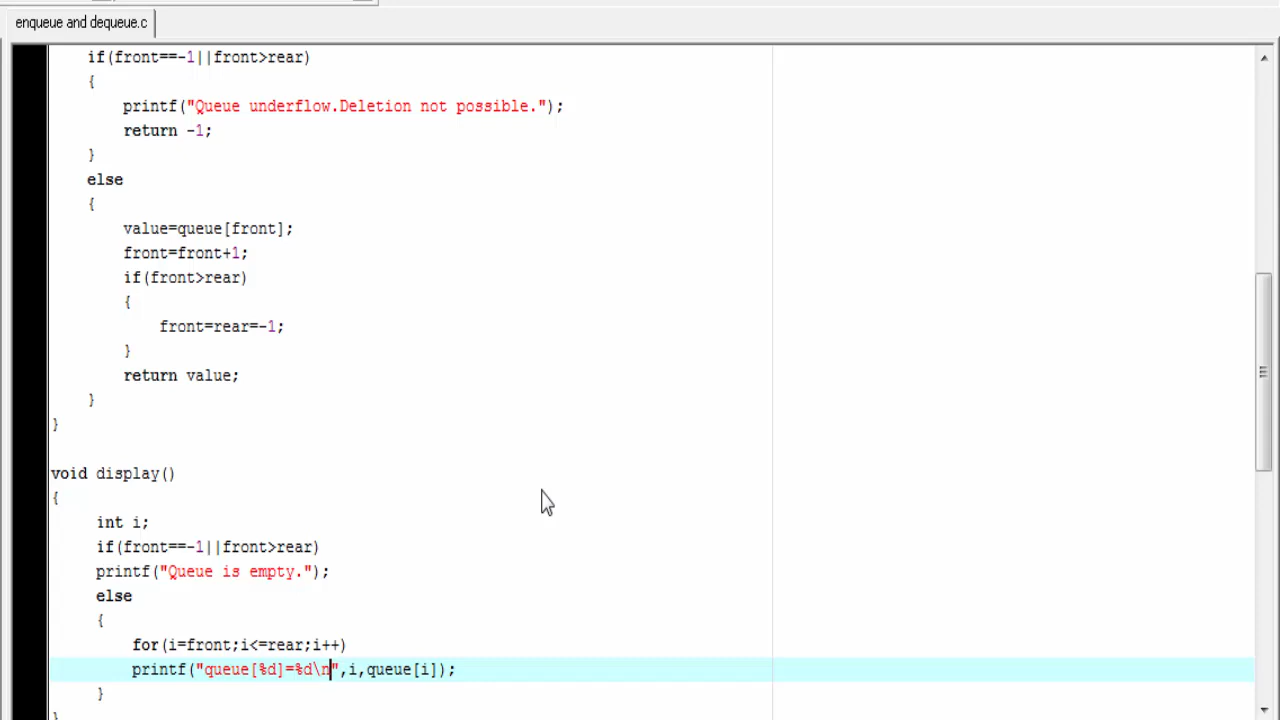 enqueue and dequeue.c
if(front==-1||front>rear)
{
printf("Queue underflow.Deletion not possible.");
return -1;
}
else
{
value=queue[front];
front=front+1;
if(front>rear)
{
front=rear=-1;
}
return value;
}
}
void display()
{
int i;
if(front==-1||front>rear)
printf("Queue is empty.");
else
{
for(i=front;i<=rear;i++)
printf("queue[%d]=%d\n",i,queue[i]);
}
}